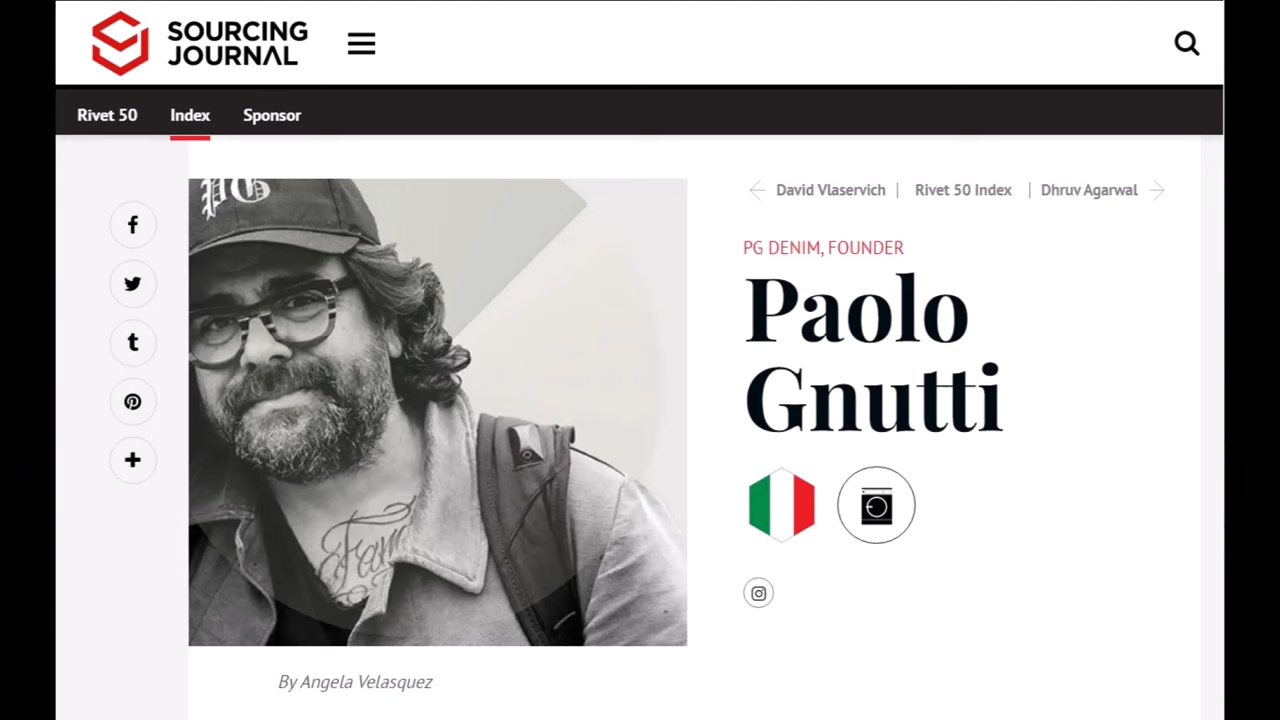 SOURCING
JOURNAL
Rivet 50 Index Sponsor
PG
David Vlaservich | Rivet 50 Index | Dhruv Agarwal
PG DENIM, FOUNDER
Paolo
Gnutti
By Angela Velasquez